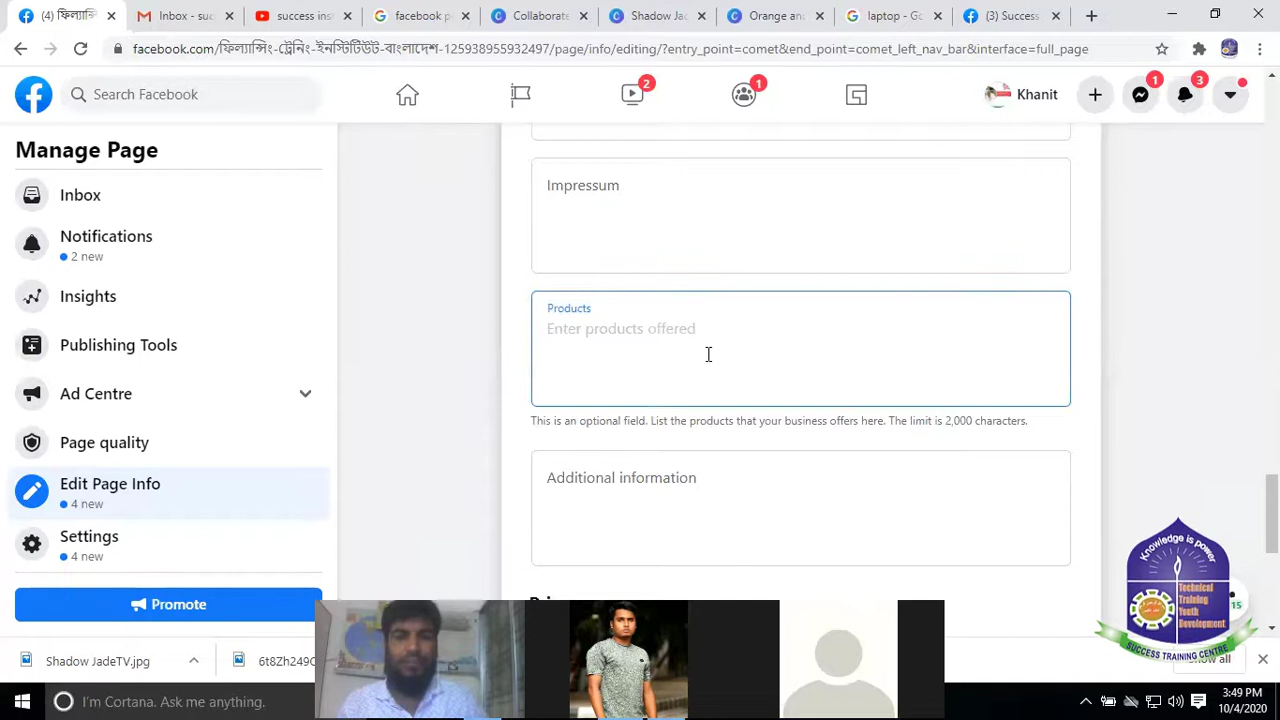 (4) ফিল্যান্সিং
Inbox - suc
success inst
facebook p
Collaborate
Shadow Jad
Orange and
laptop - Go
(3) Success
facebook.com/ফিল্যান্সিং-ট্রেনিং-ইনস্টিটিউট-বাংলাদেশ-125938955932497/page/info/editing/?entry_point=comet&end_point=comet_left_nav_bar&interface=full_page
Search Facebook
2
1
Khanit
1
3
Manage Page
Inbox
Notifications
2 new
Insights
Publishing Tools
Ad Centre
Page quality
Edit Page Info
4 new
Settings
4 new
Promote
Impressum
Products
Enter products offered
This is an optional field. List the products that your business offers here. The limit is 2,000 characters.
Additional information
Knowledge is power
Technical
Training
Youth
Development
SUCCESS TRAINING CENTRE
15
Shadow JadeTV.jpg
6t8Zh249C
Show all
I'm Cortana. Ask me anything.
3:49 PM
10/4/2020